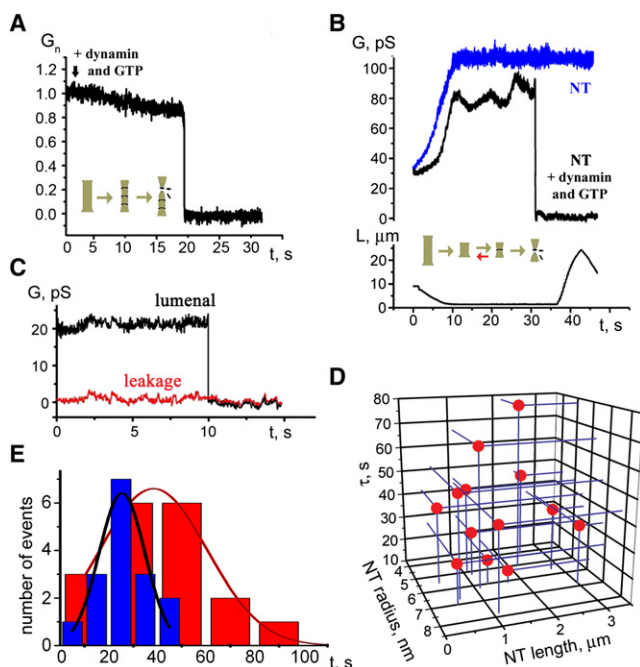 A
Gn
+ dynamin
and GTP
1.2
1.0
0.8
0.6
0.4
0.2
0.0
0 5 10 15 20 25 30 35
t, s
B
G, pS
100
80
60
40
20
0
NT
NT
+ dynamin
and GTP
L, μm
25
20
10
0
0 10 20 30 40
t, s
C
G, pS
20
10
0
lumenal
leakage
0 5 10 15
t, s
D
τ, s
80
70
60
50
40
30
20
10
4
5
6
7
8
NT radius, nm
0 1 2 3
NT length, μm
E
number of events
6
4
2
0
0 20 40 60 80 100
t, s